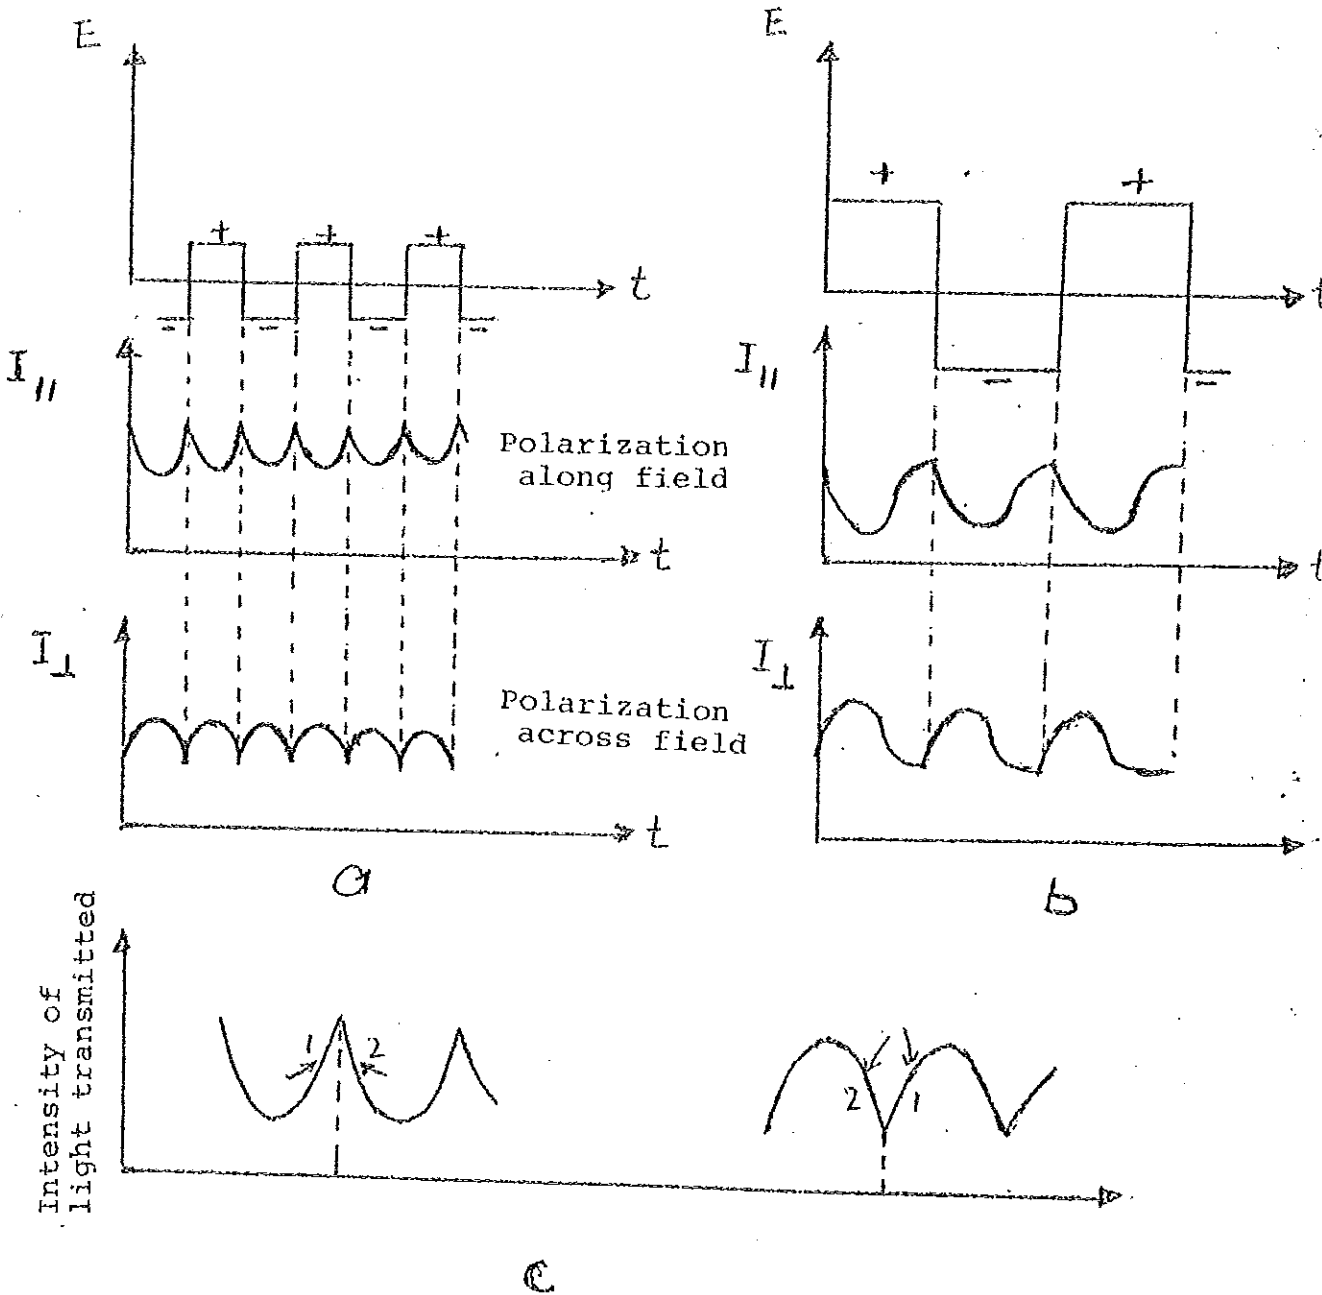 E
+ + +
t
- - - -
I||
Polarization
along field
t
I⊥
Polarization
across field
t
a
E
+ +
t
- -
I||
t
I⊥
b
Intensity of
light transmitted
1 2
2 1
c